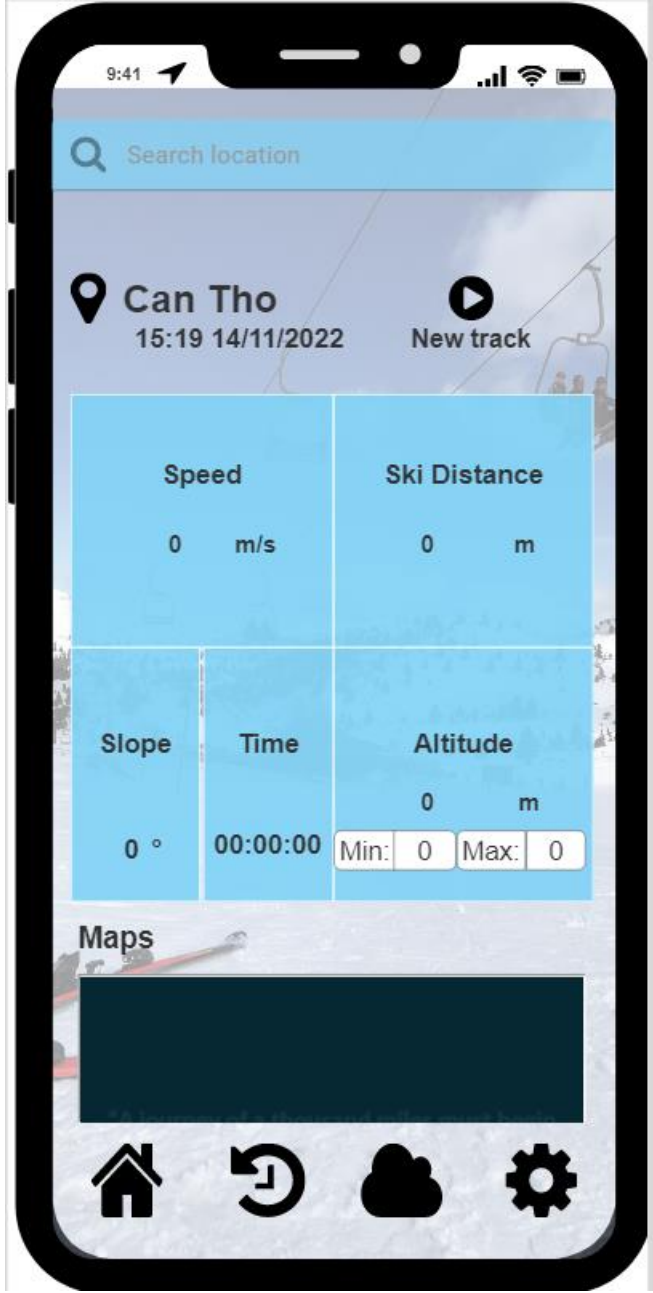 9:41
Search location
Can Tho
15:19 14/11/2022
New track
Speed
Ski Distance
0 m/s
0 m
Slope
Time
Altitude
0 m
0 °
00:00:00
Min: 0 Max: 0
Maps
"A journey of a thousand miles must begin